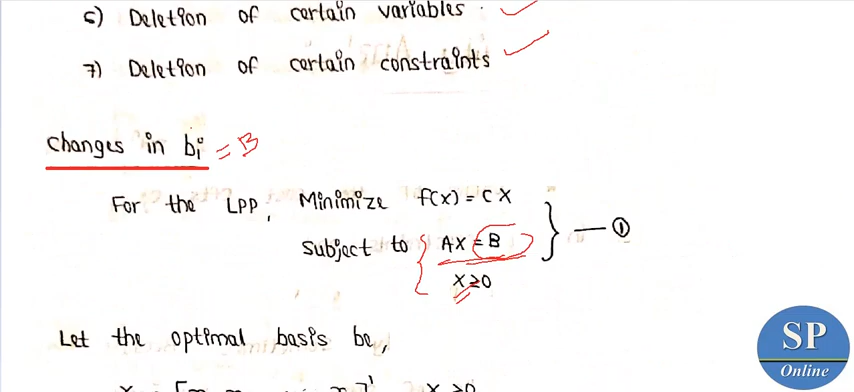 6) Deletion of certain variables.
7) Deletion of certain constraints
Changes in bi = B
For the LPP, Minimize f(x) = CX
subject to AX = B } — ①
X ≥ 0
Let the optimal basis be,
SP
Online